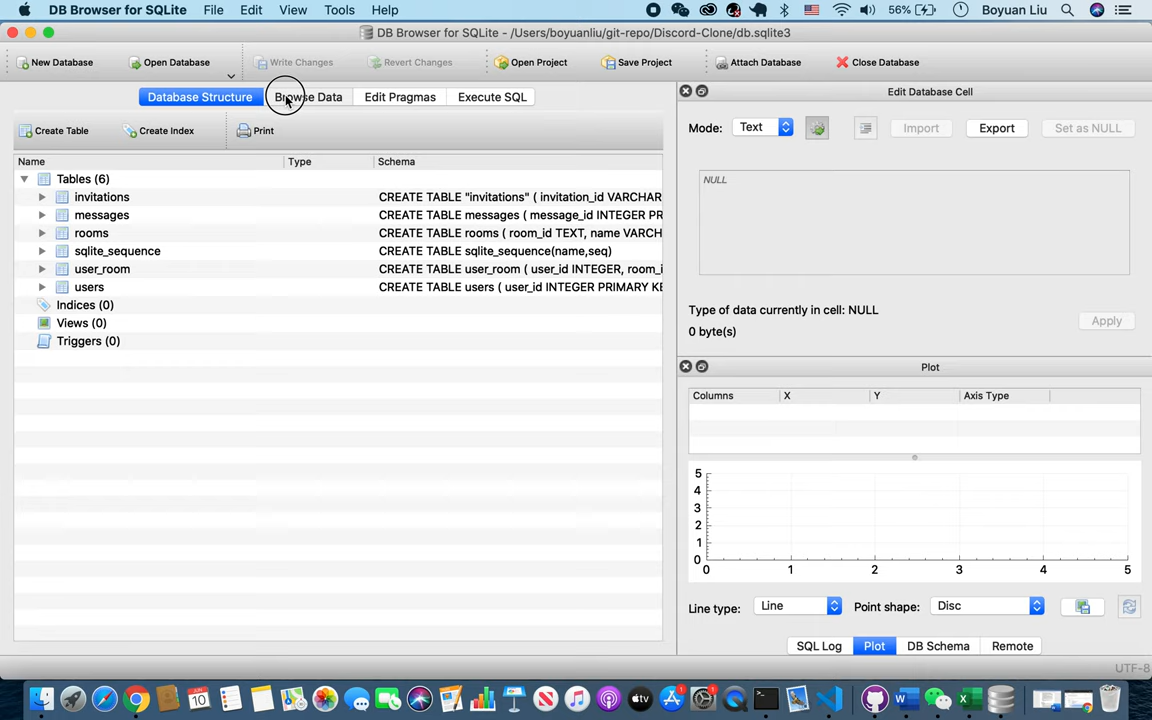 DB Browser for SQLite File Edit View Tools Help 56% Boyuan Liu
DB Browser for SQLite - /Users/boyuanliu/git-repo/Discord-Clone/db.sqlite3
New Database Open Database Write Changes Revert Changes Open Project Save Project Attach Database Close Database
Database Structure Browse Data Edit Pragmas Execute SQL
Create Table Create Index Print
Name Type Schema
Tables (6)
invitations CREATE TABLE "invitations" ( invitation_id VARCHAR
messages CREATE TABLE messages ( message_id INTEGER PR
rooms CREATE TABLE rooms ( room_id TEXT, name VARCH
sqlite_sequence CREATE TABLE sqlite_sequence(name,seq)
user_room CREATE TABLE user_room ( user_id INTEGER, room_i
users CREATE TABLE users ( user_id INTEGER PRIMARY KE
Indices (0)
Views (0)
Triggers (0)
Edit Database Cell
Mode: Text Import Export Set as NULL
NULL
Type of data currently in cell: NULL
0 byte(s)
Apply
Plot
Columns X Y Axis Type
5
4
3
2
1
0
0 1 2 3 4 5
Line type: Line Point shape: Disc
SQL Log Plot DB Schema Remote
UTF-8
JUN
10
tv
1
1